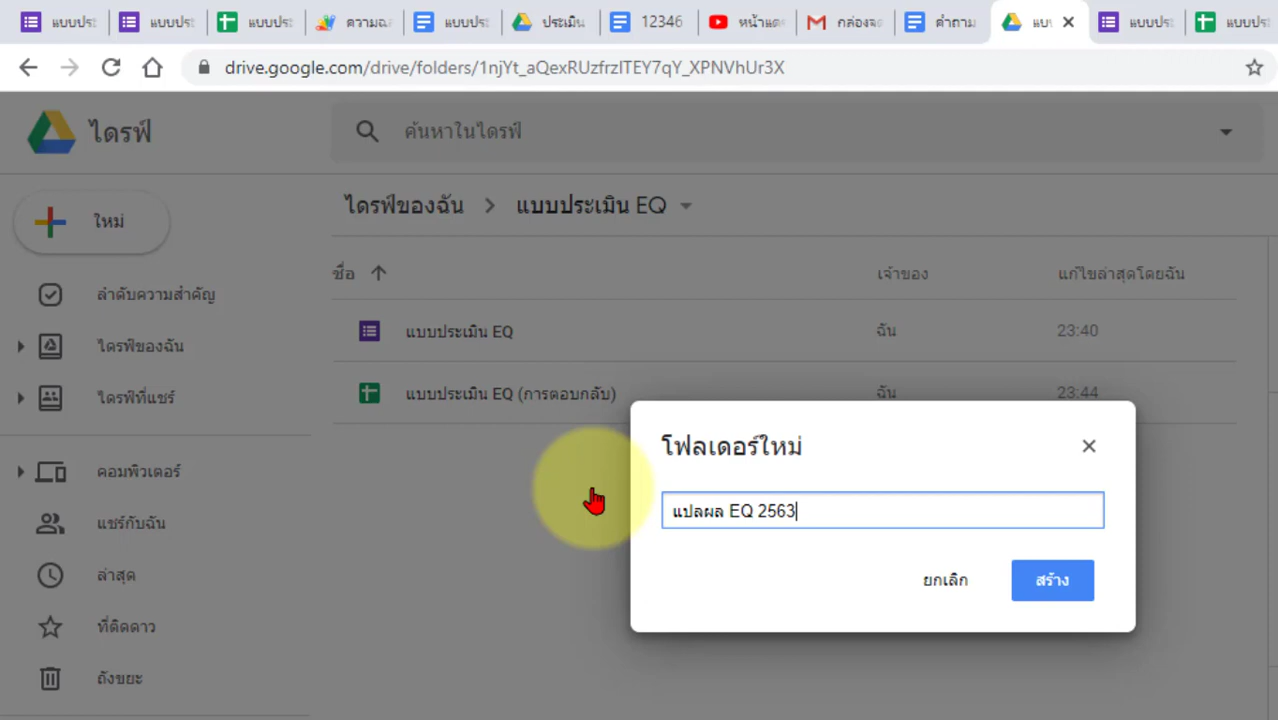 แบบประ
แบบประ
แบบประ
ความฉล
แบบประ
ประเมิน
12346
หน้าแดช
กล่องจด
คำถาม
แบบ
แบบประ
แบบประ
drive.google.com/drive/folders/1njYt_aQexRUzfrzlTEY7qY_XPNVhUr3X
ไดรฟ์
ค้นหาในไดรฟ์
ใหม่
ไดรฟ์ของฉัน > แบบประเมิน EQ
ชื่อ เจ้าของ แก้ไขล่าสุดโดยฉัน
ลำดับความสำคัญ
แบบประเมิน EQ ฉัน 23:40
ไดรฟ์ของฉัน
แบบประเมิน EQ (การตอบกลับ) ฉัน 23:44
ไดรฟ์ที่แชร์
คอมพิวเตอร์
แชร์กับฉัน
ล่าสุด
ที่ติดดาว
ถังขยะ
โฟลเดอร์ใหม่
แปลผล EQ 2563
ยกเลิก สร้าง